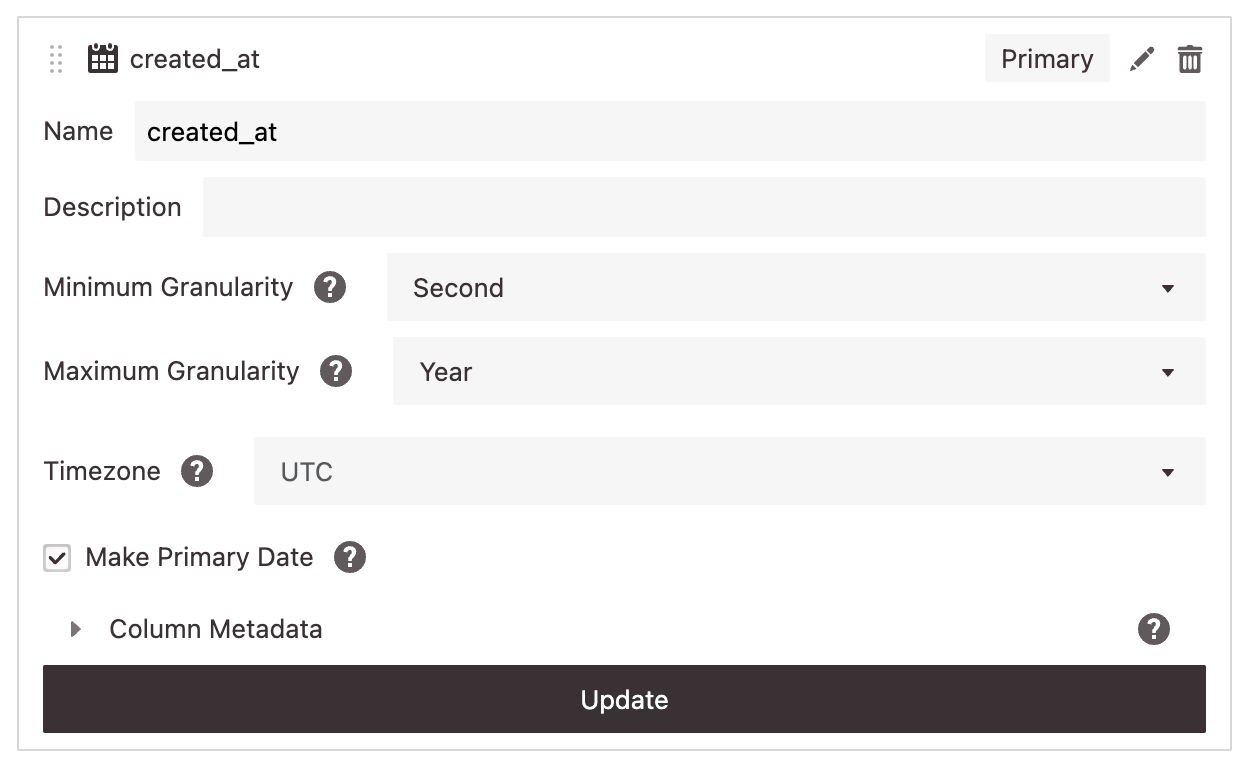 created_at Primary
Name created_at
Description
Minimum Granularity ? Second
Maximum Granularity ? Year
Timezone ? UTC
Make Primary Date ?
Column Metadata ?
Update